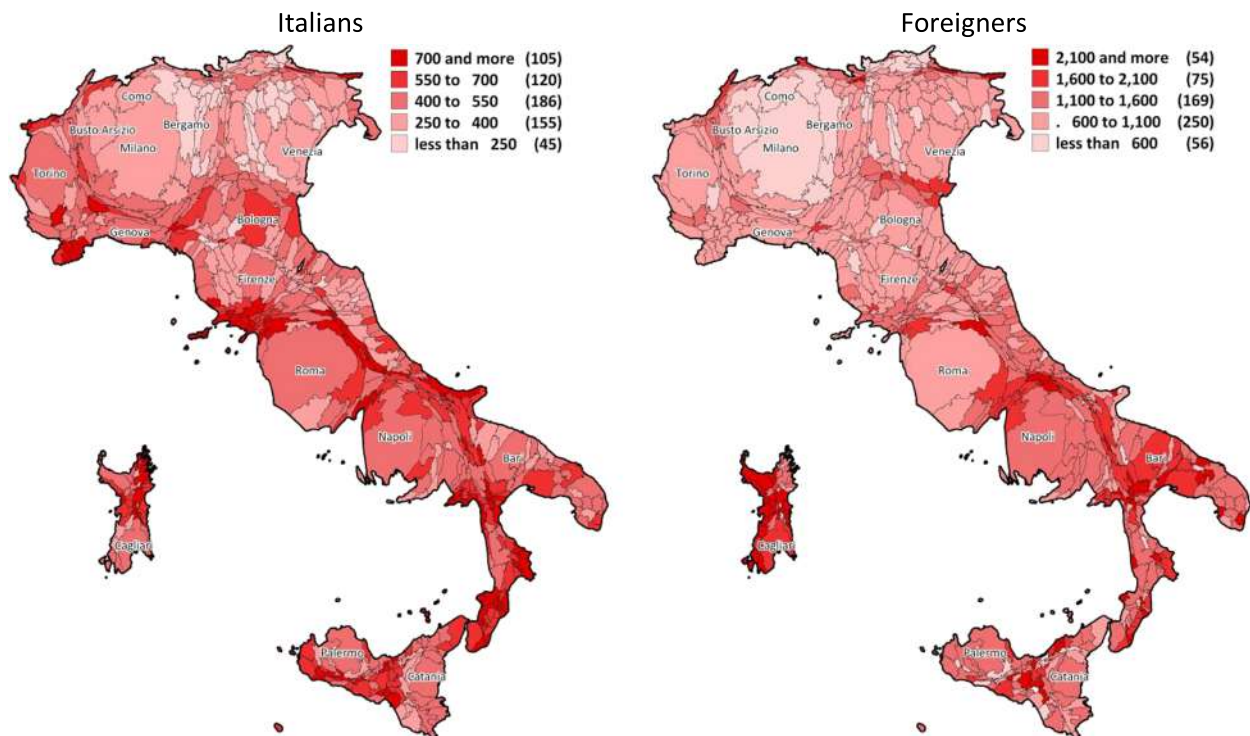 Italians
700 and more (105)
550 to 700 (120)
400 to 550 (186)
250 to 400 (155)
less than 250 (45)
Como
Busto Arsizio
Bergamo
Milano
Venezia
Torino
Bologna
Genova
Firenze
Roma
Napoli
Bari
Cagliari
Palermo
Catania
Foreigners
2,100 and more (54)
1,600 to 2,100 (75)
1,100 to 1,600 (169)
. 600 to 1,100 (250)
less than 600 (56)
Como
Busto Arsizio
Bergamo
Milano
Venezia
Torino
Bologna
Genova
Firenze
Roma
Napoli
Bari
Cagliari
Palermo
Catania